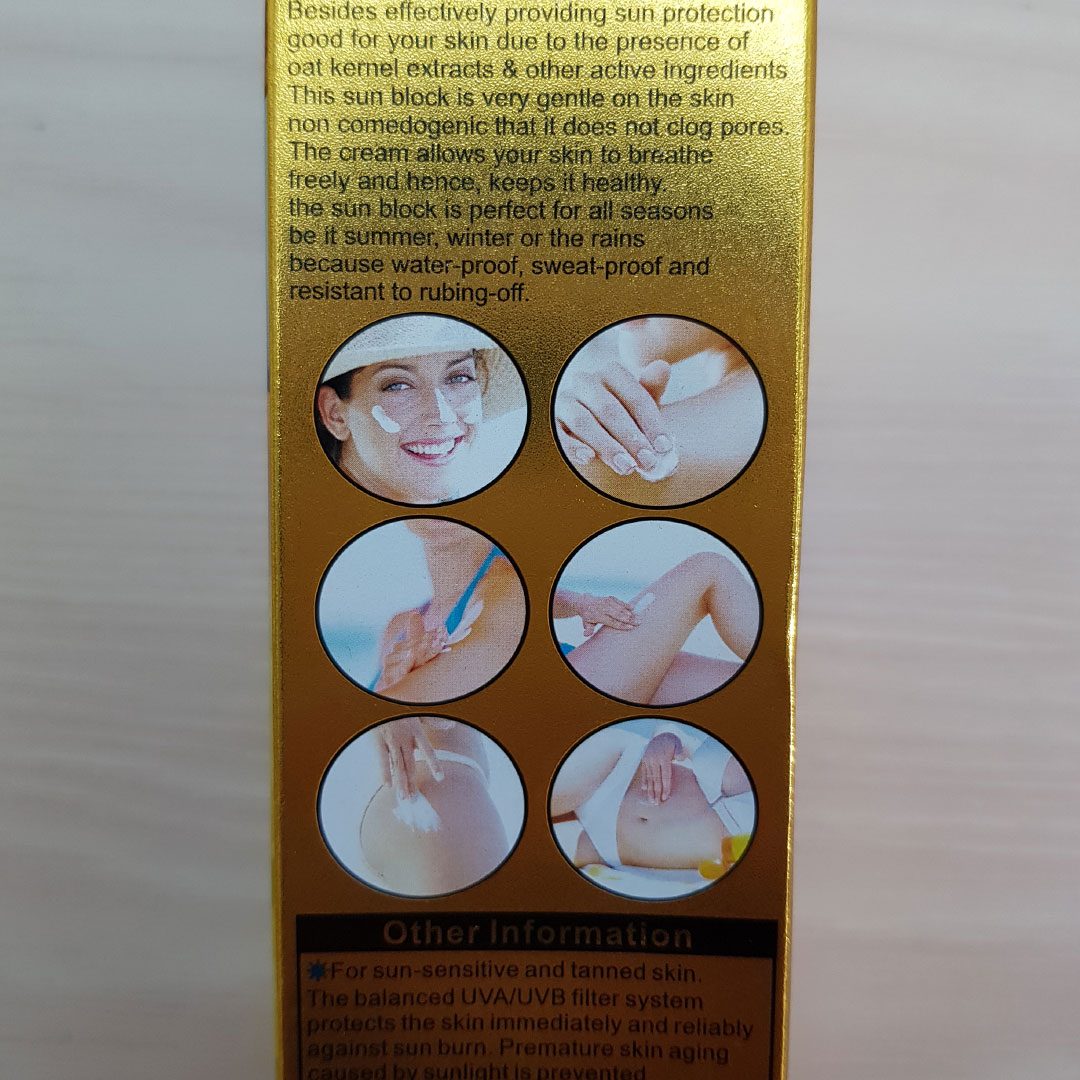 Besides effectively providing sun protection
good for your skin due to the presence of
oat kernel extracts & other active ingredients
This sun block is very gentle on the skin
non comedogenic that it does not clog pores.
The cream allows your skin to breathe
freely and hence, keeps it healthy.
the sun block is perfect for all seasons
be it summer, winter or the rains
because water-proof, sweat-proof and
resistant to rubing-off.
Other Information
For sun-sensitive and tanned skin.
The balanced UVA/UVB filter system
protects the skin immediately and reliably
against sun burn. Premature skin aging
caused by sunlight is prevented